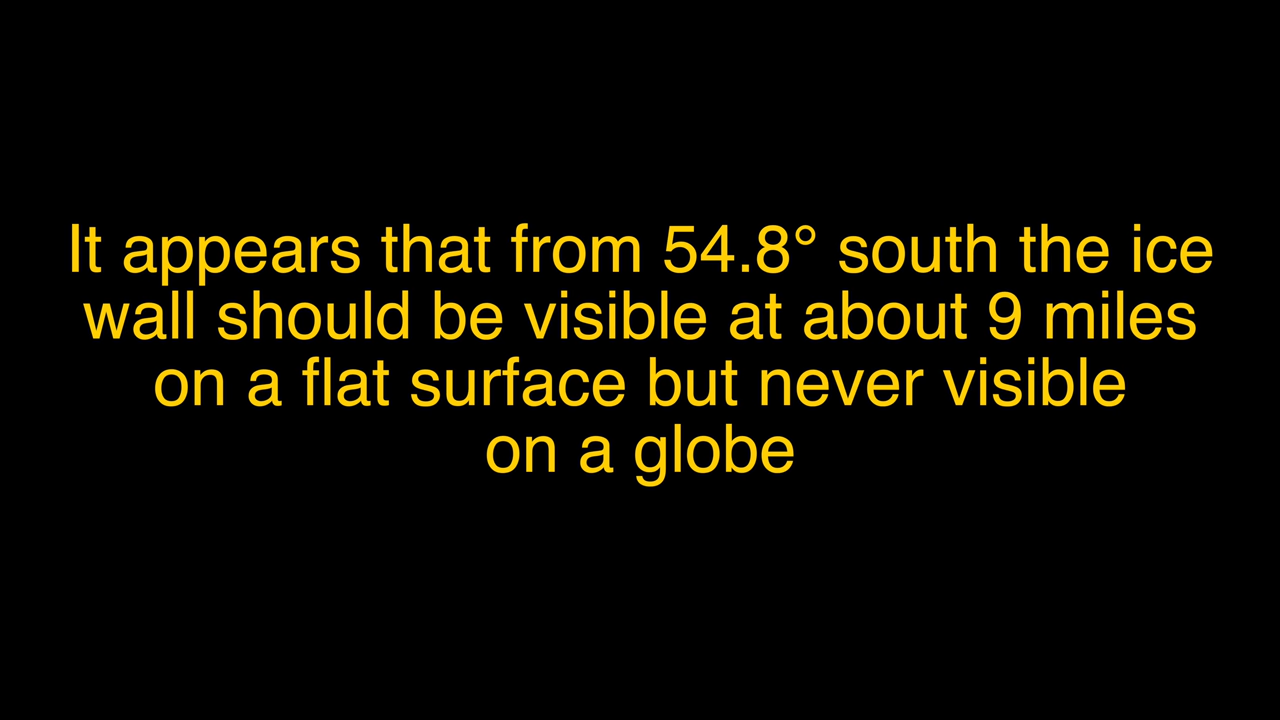 It appears that from 54.8° south the ice
wall should be visible at about 9 miles
on a flat surface but never visible
on a globe